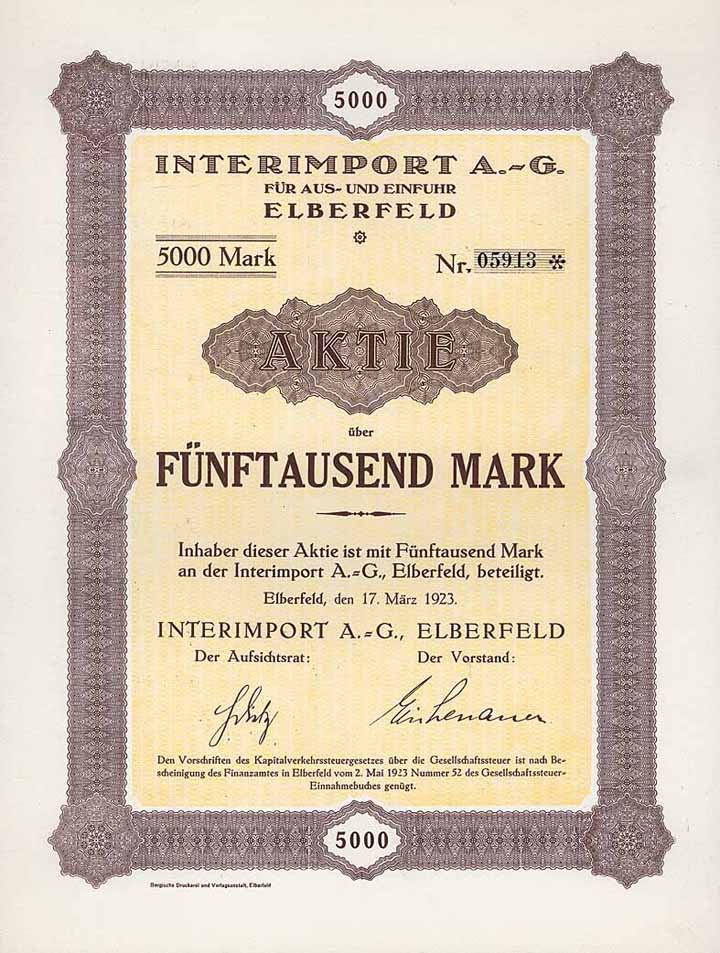 5000
INTERIMPORT A.=G.
FÜR AUS- UND EINFUHR
ELBERFELD
5000 Mark
Nr. 05913 *
AKTIE
über
FÜNFTAUSEND MARK
Inhaber dieser Aktie ist mit Fünftausend Mark
an der Interimport A.=G., Elberfeld, beteiligt.
Elberfeld, den 17. März 1923.
INTERIMPORT A.=G., ELBERFELD
Der Aufsichtsrat: Der Vorstand:
Den Vorschriften des Kapitalverkehrssteuergesetzes über die Gesellschaftssteuer ist nach Be-
scheinigung des Finanzamtes in Elberfeld vom 2. Mai 1923 Nummer 52 des Gesellschaftssteuer-
Einnahmebuches genügt.
5000
Bergische Druckerei und Verlagsanstalt, Elberfeld